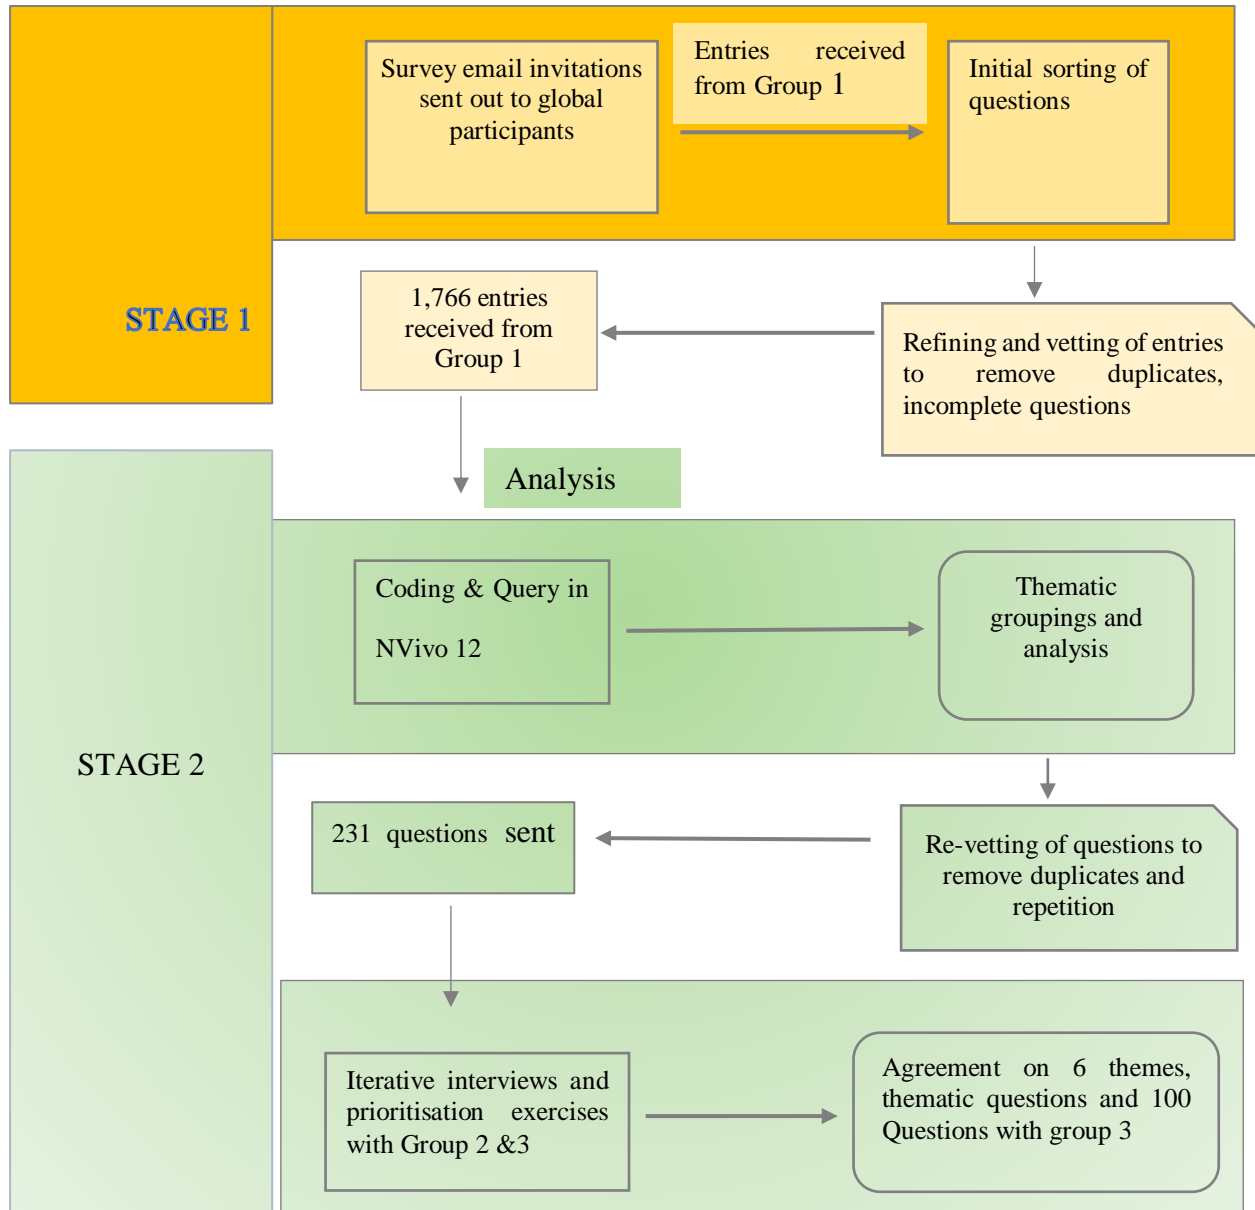 Survey email invitations
sent out to global
participants
Entries received
from Group 1
Initial sorting of
questions
STAGE 1
1,766 entries
received from
Group 1
Refining and vetting of entries
to remove duplicates,
incomplete questions
Analysis
Coding & Query in
NVivo 12
Thematic
groupings and
analysis
STAGE 2
231 questions sent
Re-vetting of questions to
remove duplicates and
repetition
Iterative interviews and
prioritisation exercises
with Group 2 &3
Agreement on 6 themes,
thematic questions and 100
Questions with group 3